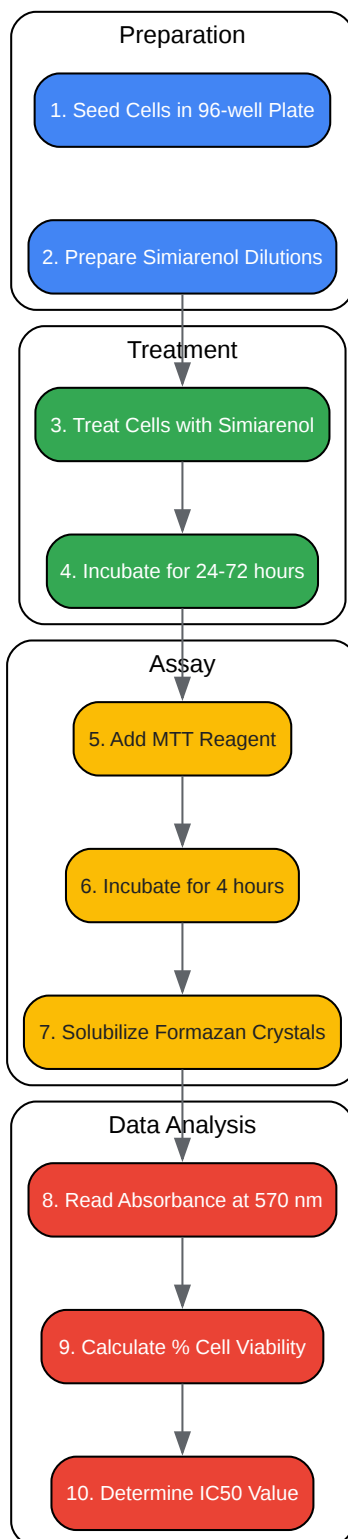 Preparation
1. Seed Cells in 96-well Plate
2. Prepare Simiarenol Dilutions
Treatment
3. Treat Cells with Simiarenol
4. Incubate for 24-72 hours
Assay
5. Add MTT Reagent
6. Incubate for 4 hours
7. Solubilize Formazan Crystals
Data Analysis
8. Read Absorbance at 570 nm
9. Calculate % Cell Viability
10. Determine IC50 Value